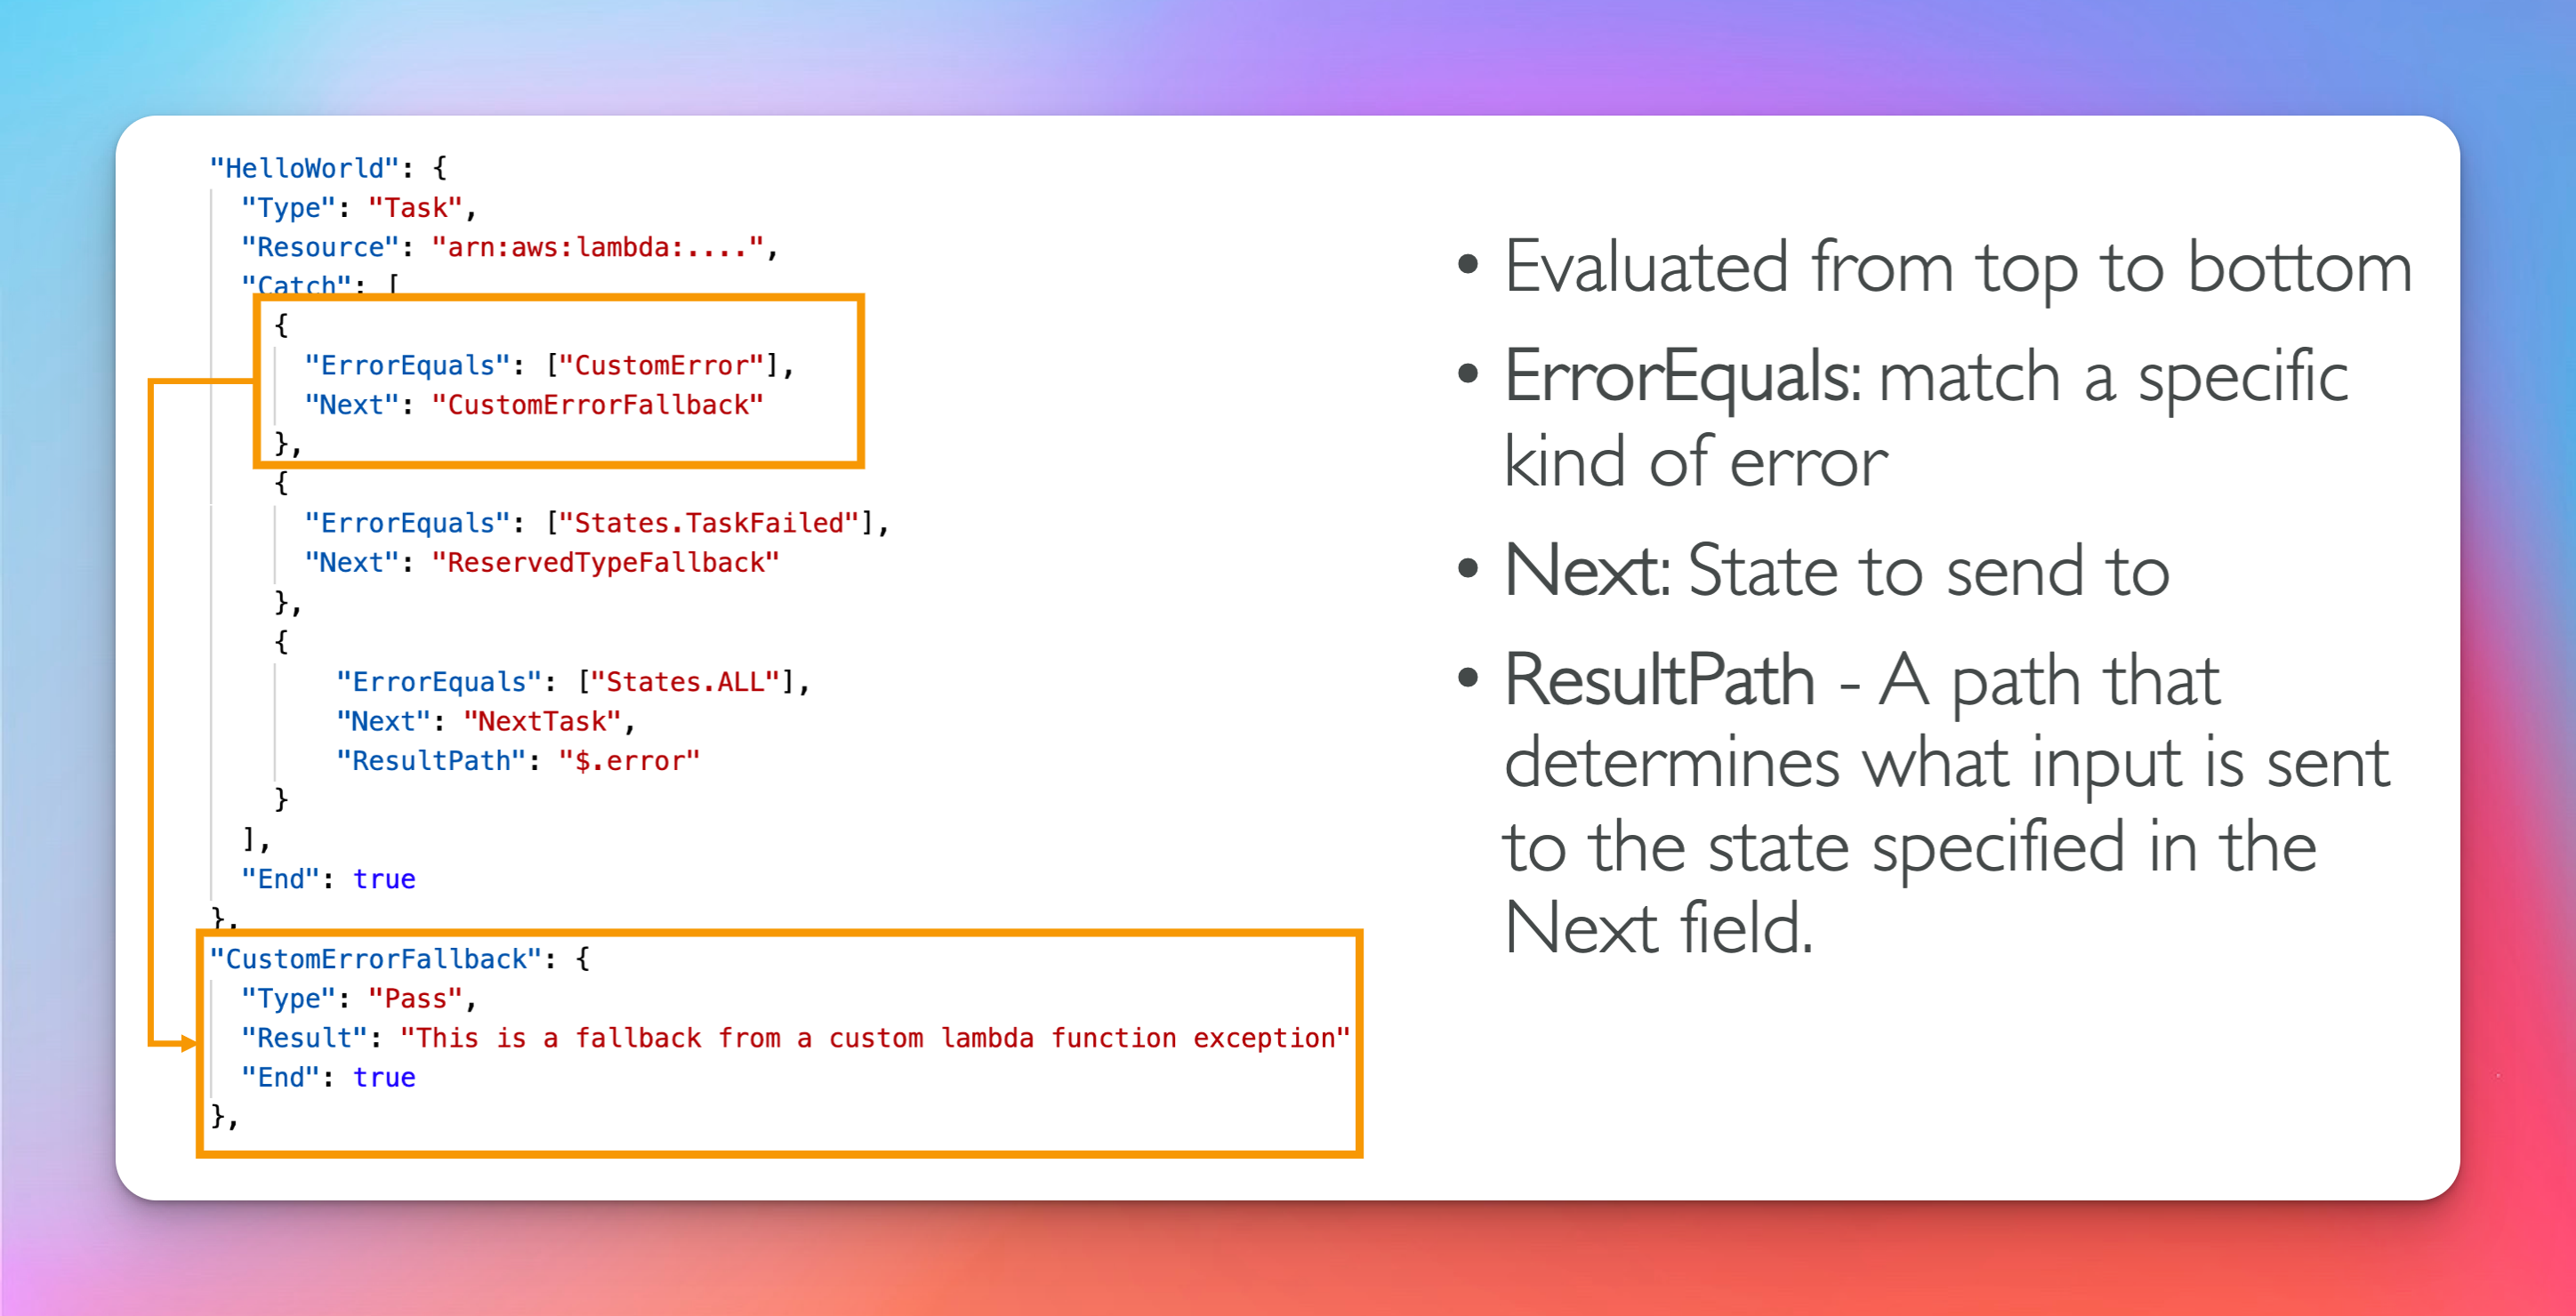 "HelloWorld": {
"Type": "Task",
"Resource": "arn:aws:lambda:....",
"Catch": [
{
"ErrorEquals": ["CustomError"],
"Next": "CustomErrorFallback"
},
{
"ErrorEquals": ["States.TaskFailed"],
"Next": "ReservedTypeFallback"
},
{
"ErrorEquals": ["States.ALL"],
"Next": "NextTask",
"ResultPath": "$.error"
}
],
"End": true
},
"CustomErrorFallback": {
"Type": "Pass",
"Result": "This is a fallback from a custom lambda function exception"
"End": true
},
• Evaluated from top to bottom
• ErrorEquals: match a specific
kind of error
• Next: State to send to
• ResultPath - A path that
determines what input is sent
to the state specified in the
Next field.